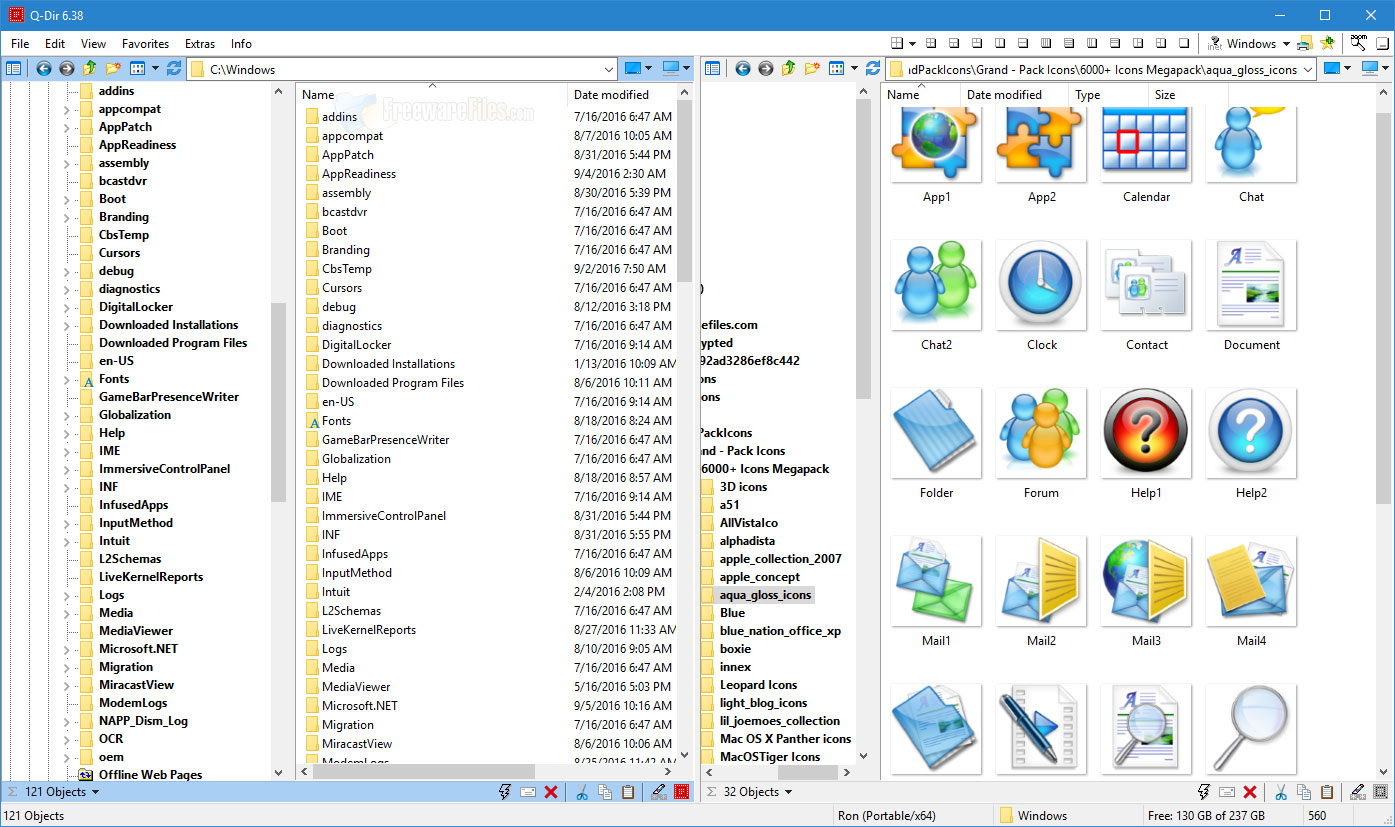 Q-Dir 6.38
File Edit View Favorites Extras Info
Windows
zoom
C:\Windows
dPackIcons\Grand - Pack Icons\6000+ Icons Megapack\aqua_gloss_icons
addins
appcompat
AppPatch
AppReadiness
assembly
bcastdvr
Boot
Branding
CbsTemp
Cursors
debug
diagnostics
DigitalLocker
Downloaded Installations
Downloaded Program Files
en-US
Fonts
GameBarPresenceWriter
Globalization
Help
IME
ImmersiveControlPanel
INF
InfusedApps
InputMethod
Intuit
L2Schemas
LiveKernelReports
Logs
Media
MediaViewer
Microsoft.NET
Migration
MiracastView
ModemLogs
NAPP_Dism_Log
OCR
oem
Offline Web Pages
Name Date modified
FreewareFiles.com
addins 7/16/2016 6:47 AM
appcompat 8/7/2016 10:05 AM
AppPatch 8/31/2016 5:44 PM
AppReadiness 9/4/2016 2:30 AM
assembly 8/30/2016 5:39 PM
bcastdvr 7/16/2016 6:47 AM
Boot 7/16/2016 6:47 AM
Branding 7/16/2016 6:47 AM
CbsTemp 9/2/2016 7:50 AM
Cursors 7/16/2016 6:47 AM
debug 8/12/2016 3:18 PM
diagnostics 7/16/2016 6:47 AM
DigitalLocker 7/16/2016 9:14 AM
Downloaded Installations 1/13/2016 10:09 AM
Downloaded Program Files 8/6/2016 10:11 AM
en-US 7/16/2016 9:14 AM
Fonts 8/18/2016 8:24 AM
GameBarPresenceWriter 7/16/2016 6:47 AM
Globalization 7/16/2016 6:47 AM
Help 8/18/2016 8:57 AM
IME 7/16/2016 9:14 AM
ImmersiveControlPanel 8/31/2016 5:44 PM
INF 8/31/2016 5:55 PM
InfusedApps 7/16/2016 6:47 AM
InputMethod 8/6/2016 10:09 AM
Intuit 2/4/2016 2:08 PM
L2Schemas 7/16/2016 6:47 AM
LiveKernelReports 8/27/2016 11:33 AM
Logs 8/10/2016 9:05 AM
Media 7/16/2016 6:47 AM
MediaViewer 5/16/2016 5:03 PM
Microsoft.NET 9/5/2016 10:16 AM
Migration 7/16/2016 6:47 AM
MiracastView 8/6/2016 10:06 AM
ModemLogs 8/25/2016 11:42 AM
)
efiles.com
ypted
92ad3286ef8c442
ons
ons
PackIcons
and - Pack Icons
6000+ Icons Megapack
3D icons
a51
AllVistaIco
alphadista
apple_collection_2007
apple_concept
aqua_gloss_icons
Blue
blue_nation_office_xp
boxie
innex
Leopard Icons
light_blog_icons
lil_joemoes_collection
Mac OS X Panther icons
MacOSTiger Icons
Name Date modified Type Size
App1 App2 Calendar Chat
Chat2 Clock Contact Document
Folder Forum Help1 Help2
Mail1 Mail2 Mail3 Mail4
121 Objects
32 Objects
121 Objects Ron (Portable/x64) Windows Free: 130 GB of 237 GB 560